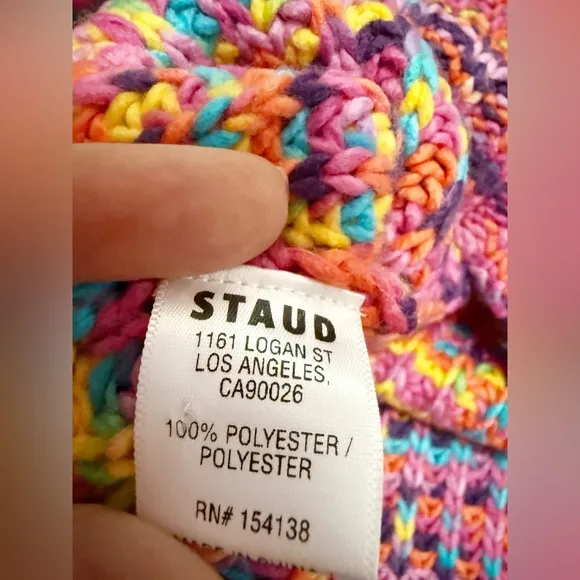 STAUD
1161 LOGAN ST
LOS ANGELES,
CA90026
100% POLYESTER /
POLYESTER
RN# 154138